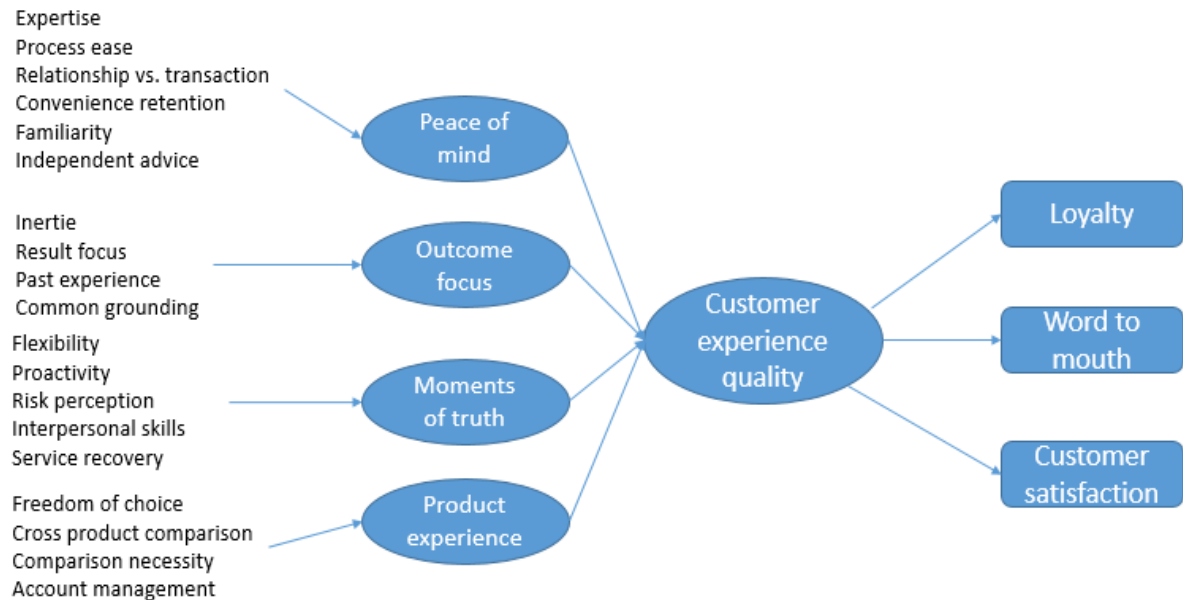 Expertise
Process ease
Relationship vs. transaction
Convenience retention
Familiarity
Independent advice
Peace of
mind
Inertie
Result focus
Past experience
Common grounding
Outcome
focus
Flexibility
Proactivity
Risk perception
Interpersonal skills
Service recovery
Moments
of truth
Freedom of choice
Cross product comparison
Comparison necessity
Account management
Product
experience
Customer
experience
quality
Loyalty
Word to
mouth
Customer
satisfaction